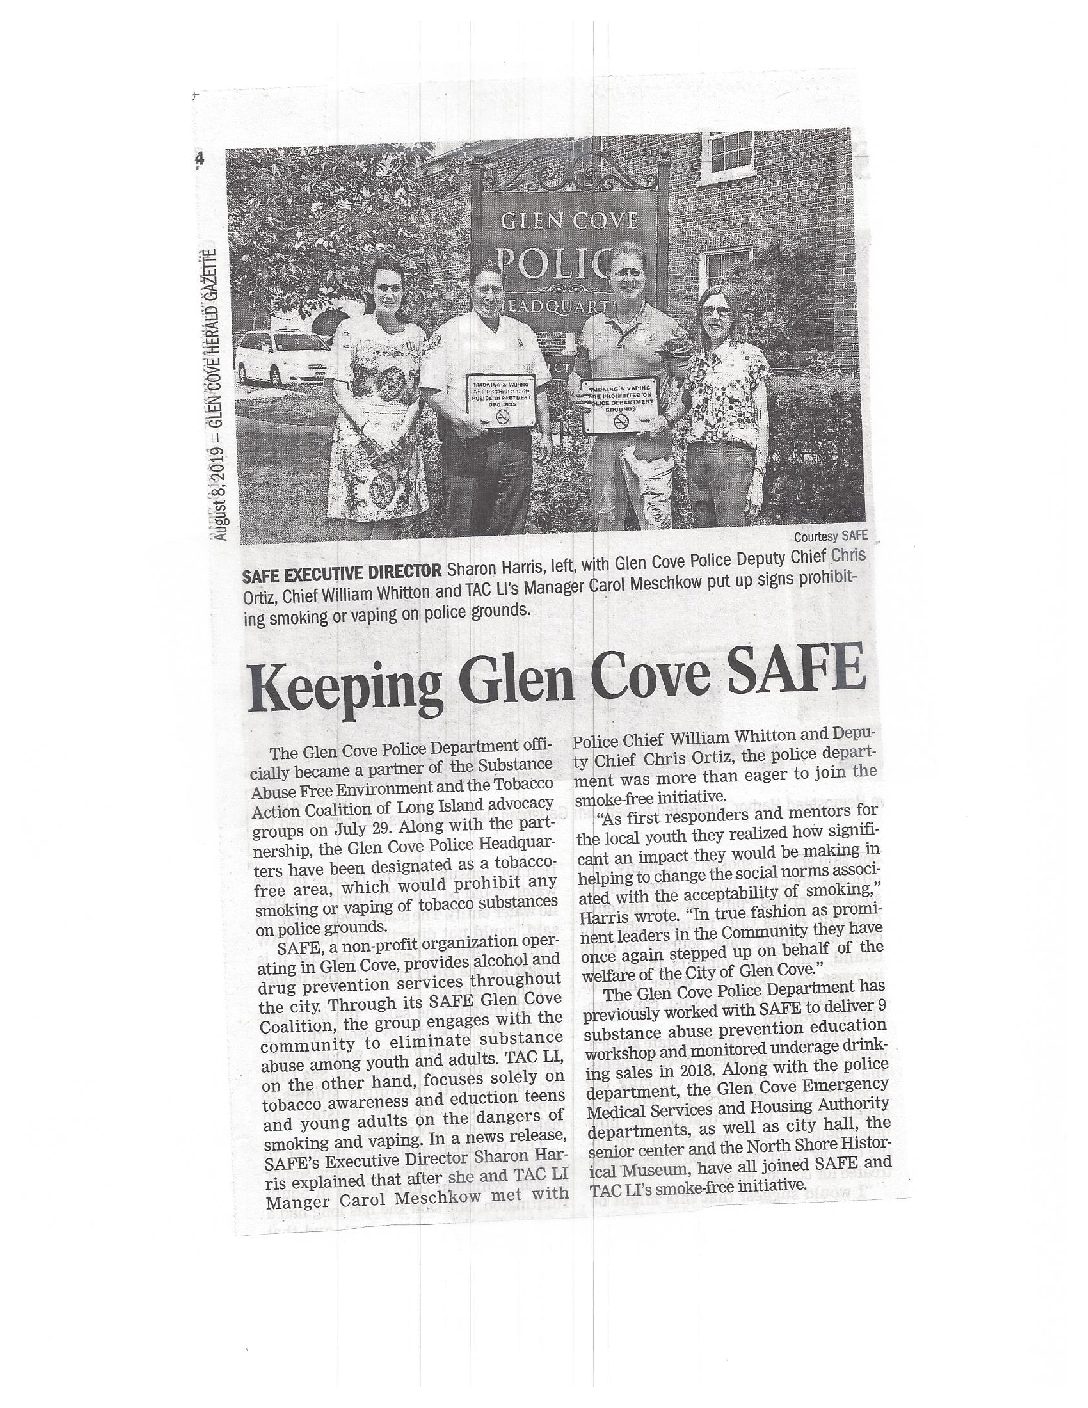 4
August 8, 2019 – GLEN COVE HERALD GAZETTE
GLEN COVE
POLIC
HEADQUART
SMOKING & VAPING
ARE PROHIBITED ON
POLICE DEPARTMENT
GROUNDS
SMOKING & VAPING
ARE PROHIBITED ON
POLICE DEPARTMENT
GROUNDS
Courtesy SAFE
SAFE EXECUTIVE DIRECTOR Sharon Harris, left, with Glen Cove Police Deputy Chief Chris
Ortiz, Chief William Whitton and TAC LI's Manager Carol Meschkow put up signs prohibit-
ing smoking or vaping on police grounds.
Keeping Glen Cove SAFE
The Glen Cove Police Department offi-
cially became a partner of the Substance
Abuse Free Environment and the Tobacco
Action Coalition of Long Island advocacy
groups on July 29. Along with the part-
nership, the Glen Cove Police Headquar-
ters have been designated as a tobacco-
free area, which would prohibit any
smoking or vaping of tobacco substances
on police grounds.
SAFE, a non-profit organization oper-
ating in Glen Cove, provides alcohol and
drug prevention services throughout
the city. Through its SAFE Glen Cove
Coalition, the group engages with the
community to eliminate substance
abuse among youth and adults. TAC LI,
on the other hand, focuses solely on
tobacco awareness and eduction teens
and young adults on the dangers of
smoking and vaping. In a news release,
SAFE's Executive Director Sharon Har-
ris explained that after she and TAC LI
Manger Carol Meschkow met with
Police Chief William Whitton and Depu-
ty Chief Chris Ortiz, the police depart-
ment was more than eager to join the
smoke-free initiative.
“As first responders and mentors for
the local youth they realized how signifi-
cant an impact they would be making in
helping to change the social norms associ-
ated with the acceptability of smoking,”
Harris wrote. “In true fashion as promi-
nent leaders in the Community they have
once again stepped up on behalf of the
welfare of the City of Glen Cove.”
The Glen Cove Police Department has
previously worked with SAFE to deliver 9
substance abuse prevention education
workshop and monitored underage drink-
ing sales in 2018. Along with the police
department, the Glen Cove Emergency
Medical Services and Housing Authority
departments, as well as city hall, the
senior center and the North Shore Histor-
ical Museum, have all joined SAFE and
TAC LI's smoke-free initiative.